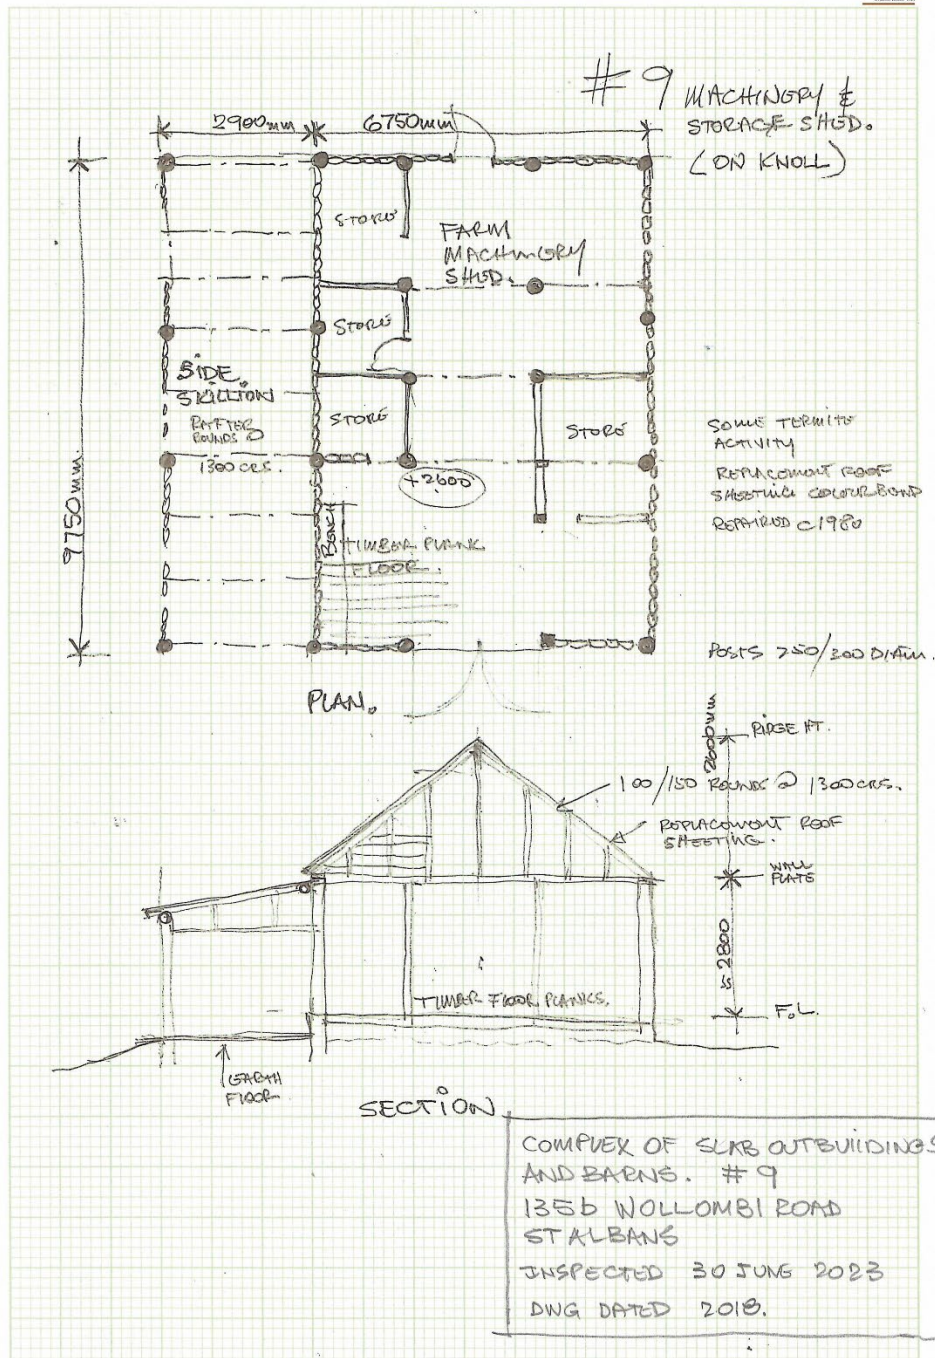 # 9 MACHINERY &
STORAGE SHED.
(ON KNOLL)
2900mm
6750mm
9750mm
STORE
FARM
MACHINERY
SHED.
STORE
SIDE
SKILLION
RAFTER
ROUNDS @
1300 CRS.
STORE
STORE
+2600
BENCH
TIMBER PLANK
FLOOR.
SOME TERMITE
ACTIVITY
REPLACEMENT ROOF
SHEETING COLOURBOND
REPAIRED c1980
POSTS 250/300 DIAM.
PLAN.
2600mm
RIDGE HT.
100/150 ROUNDS @ 1300 CRS.
REPLACEMENT ROOF
SHEETING.
WALL
PLATE
≈ 2800
TIMBER FLOOR PLANKS.
F.L.
EARTH
FLOOR
SECTION
COMPLEX OF SLAB OUTBUILDINGS
AND BARNS. # 9
135b WOLLOMBI ROAD
ST ALBANS
INSPECTED 30 JUNE 2023
DWG DATED 2018.